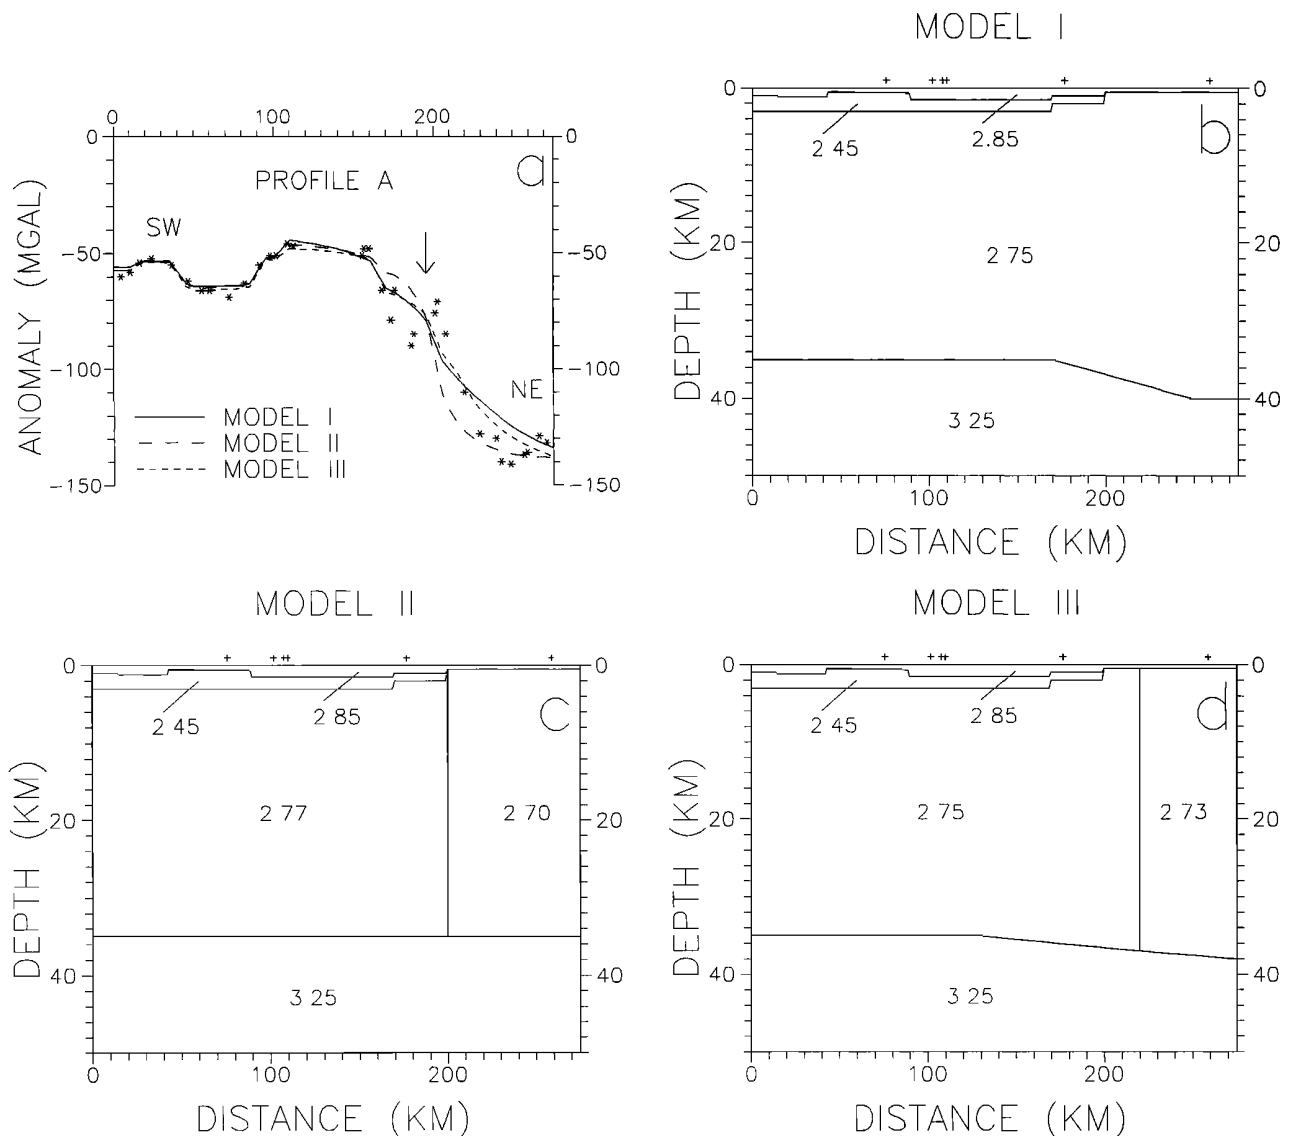 MODEL I
0 100 200
0 0
a
PROFILE A
SW
-50 -50
ANOMALY (MGAL)
-100 -100
NE
MODEL I
MODEL II
MODEL III
-150 -150
+ + + + + +
0 0
b
2 45 2.85
DEPTH (KM)
20 2 75 20
40 40
3 25
0 100 200
DISTANCE (KM)
MODEL II
+ + + + + +
0 0
c
2 45 2 85
DEPTH (KM)
20 2 77 2 70 20
40 40
3 25
0 100 200
DISTANCE (KM)
MODEL III
+ + + + + +
0 0
d
2 45 2 85
DEPTH (KM)
20 2 75 2 73 20
40 40
3 25
0 100 200
DISTANCE (KM)